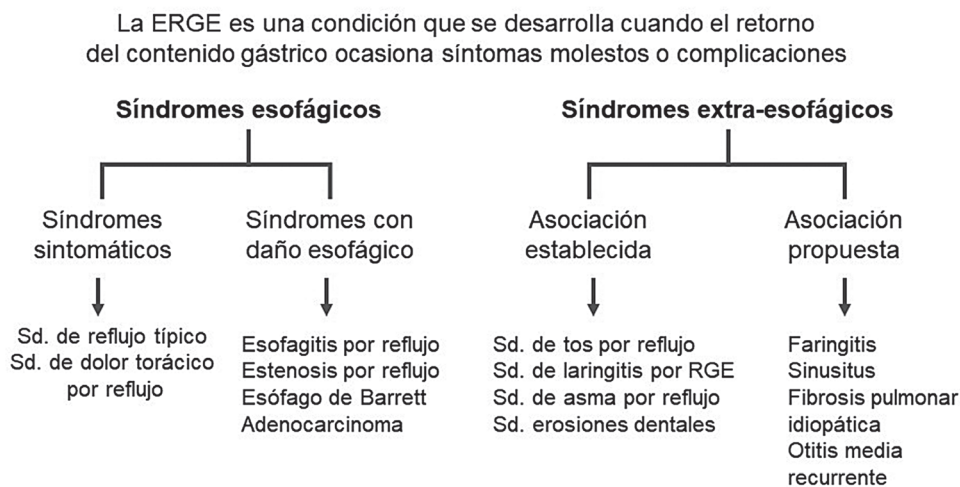 La ERGE es una condición que se desarrolla cuando el retorno
del contenido gástrico ocasiona síntomas molestos o complicaciones
Síndromes esofágicos
Síndromes
sintomáticos
Sd. de reflujo típico
Sd. de dolor torácico
por reflujo
Síndromes con
daño esofágico
Esofagitis por reflujo
Estenosis por reflujo
Esófago de Barrett
Adenocarcinoma
Síndromes extra-esofágicos
Asociación
establecida
Sd. de tos por reflujo
Sd. de laringitis por RGE
Sd. de asma por reflujo
Sd. erosiones dentales
Asociación
propuesta
Faringitis
Sinusitus
Fibrosis pulmonar
idiopática
Otitis media
recurrente